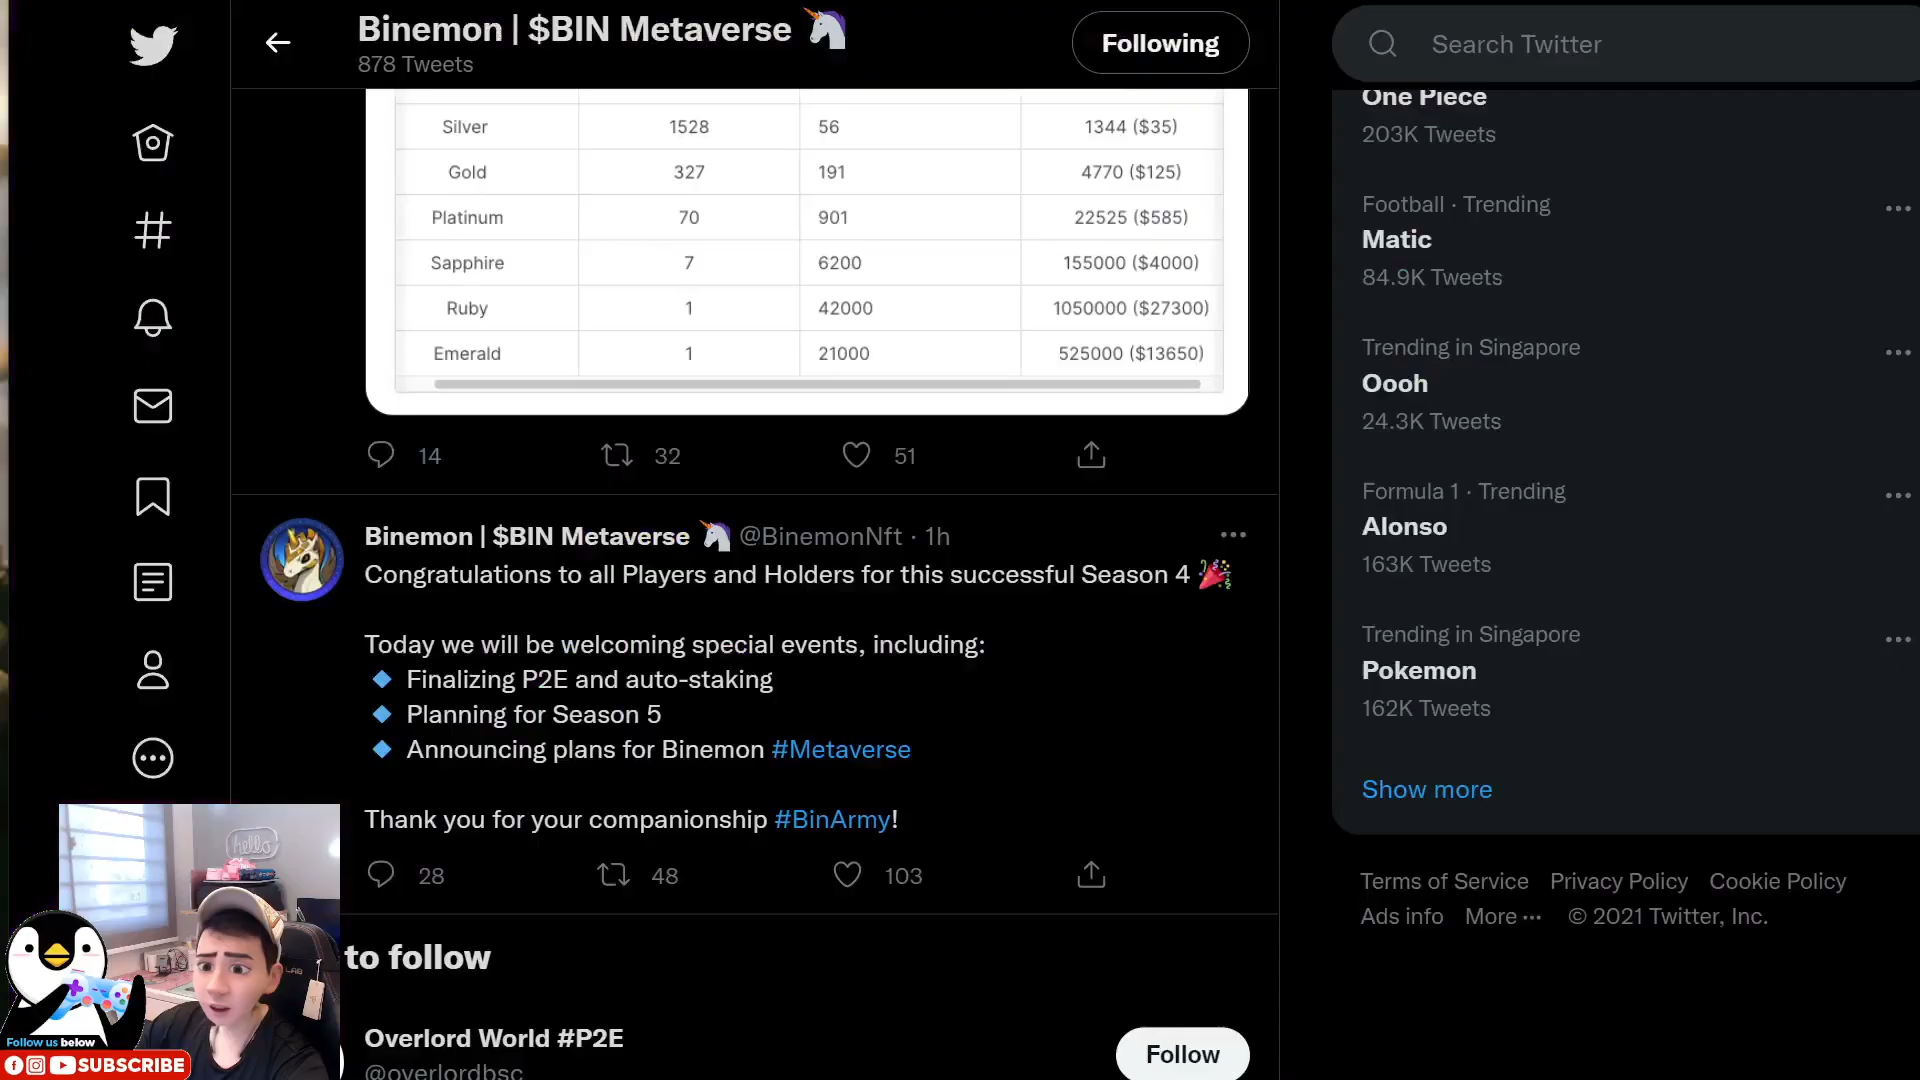 Binemon | $BIN Metaverse 🦄
878 Tweets
Following
Search Twitter
Silver 1528 56 1344 ($35)
Gold 327 191 4770 ($125)
Platinum 70 901 22525 ($585)
Sapphire 7 6200 155000 ($4000)
Ruby 1 42000 1050000 ($27300)
Emerald 1 21000 525000 ($13650)
14 32 51
Binemon | $BIN Metaverse 🦄 @BinemonNft · 1h
Congratulations to all Players and Holders for this successful Season 4 🎉
Today we will be welcoming special events, including:
🔹 Finalizing P2E and auto-staking
🔹 Planning for Season 5
🔹 Announcing plans for Binemon #Metaverse
Thank you for your companionship #BinArmy!
28 48 103
to follow
Overlord World #P2E
@overlordbsc
Follow
One Piece
203K Tweets
Football · Trending
Matic
84.9K Tweets
Trending in Singapore
Oooh
24.3K Tweets
Formula 1 · Trending
Alonso
163K Tweets
Trending in Singapore
Pokemon
162K Tweets
Show more
Terms of Service Privacy Policy Cookie Policy
Ads info More ··· © 2021 Twitter, Inc.
hello
LAB
Follow us below
SUBSCRIBE